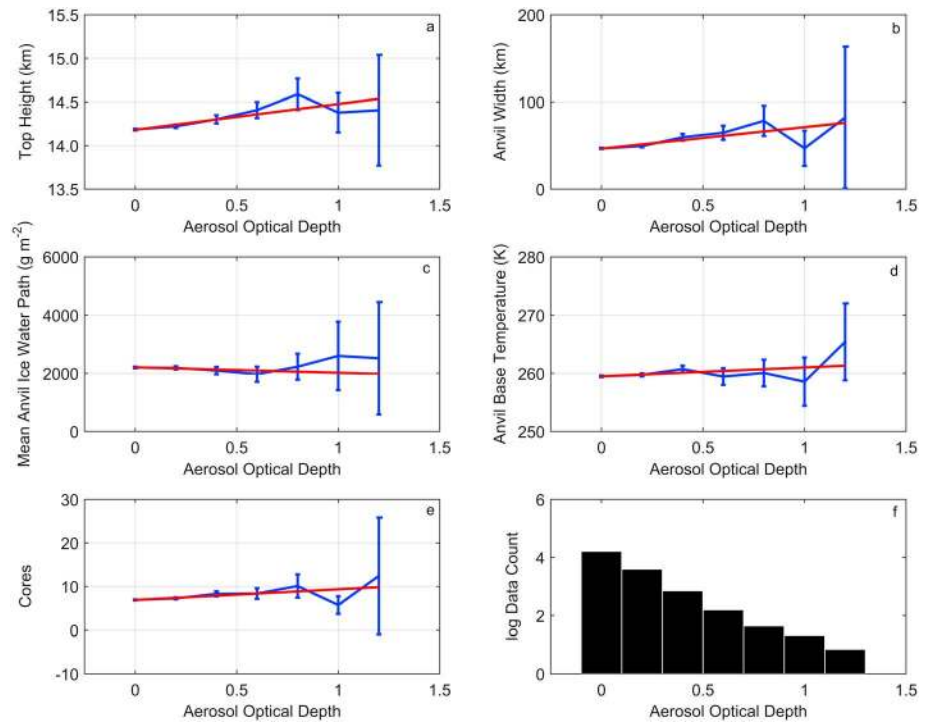 15.5
15.0
14.5
14.0
13.5
0
0.5
1
1.5
Top Height (km)
Aerosol Optical Depth
a
200
100
0
0
0.5
1
1.5
Anvil Width (km)
Aerosol Optical Depth
b
6000
4000
2000
0
0
0.5
1
1.5
Mean Anvil Ice Water Path (g m⁻²)
Aerosol Optical Depth
c
280
270
260
250
0
0.5
1
1.5
Anvil Base Temperature (K)
Aerosol Optical Depth
d
30
20
10
0
-10
0
0.5
1
1.5
Cores
Aerosol Optical Depth
e
6
4
2
0
0
0.5
1
1.5
log Data Count
Aerosol Optical Depth
f